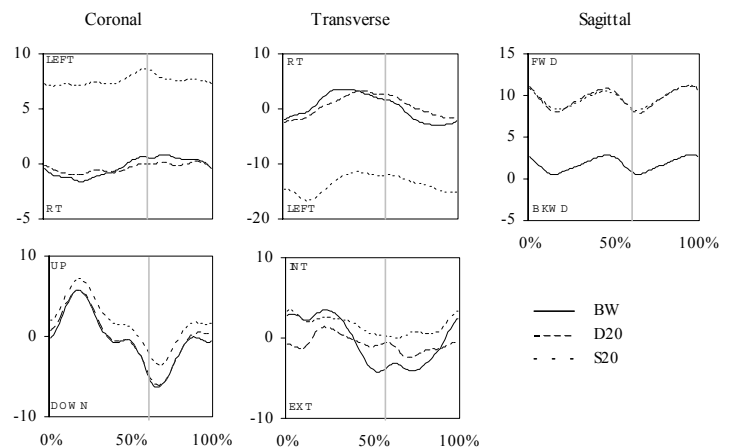 Coronal Transverse Sagittal
10 10 15
LEFT RT FWD
5 0 10
0 -10 5
0
RT LEFT BKWD
-5 -20 -5
0% 50% 100%
10 10
UP INT
0 0
DOWN EXT
-10 -10
0% 50% 100% 0% 50% 100%
BW
D20
S20